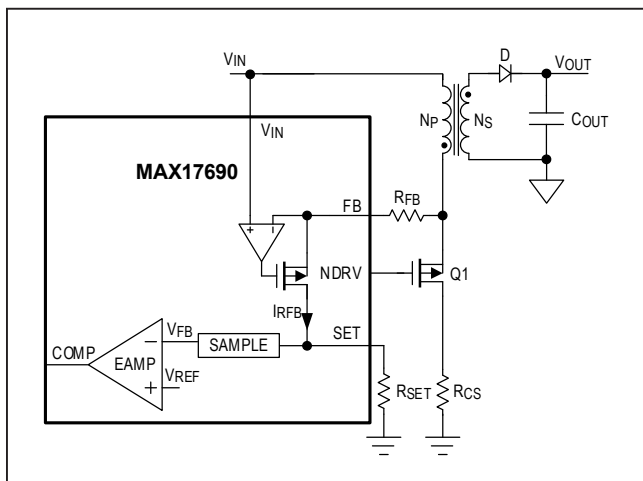 VIN
D
VOUT
NP
NS
COUT
VIN
MAX17690
FB
RFB
+
−
NDRV
Q1
IRFB
SET
VFB
SAMPLE
COMP
−
EAMP
+
VREF
RSET
RCS